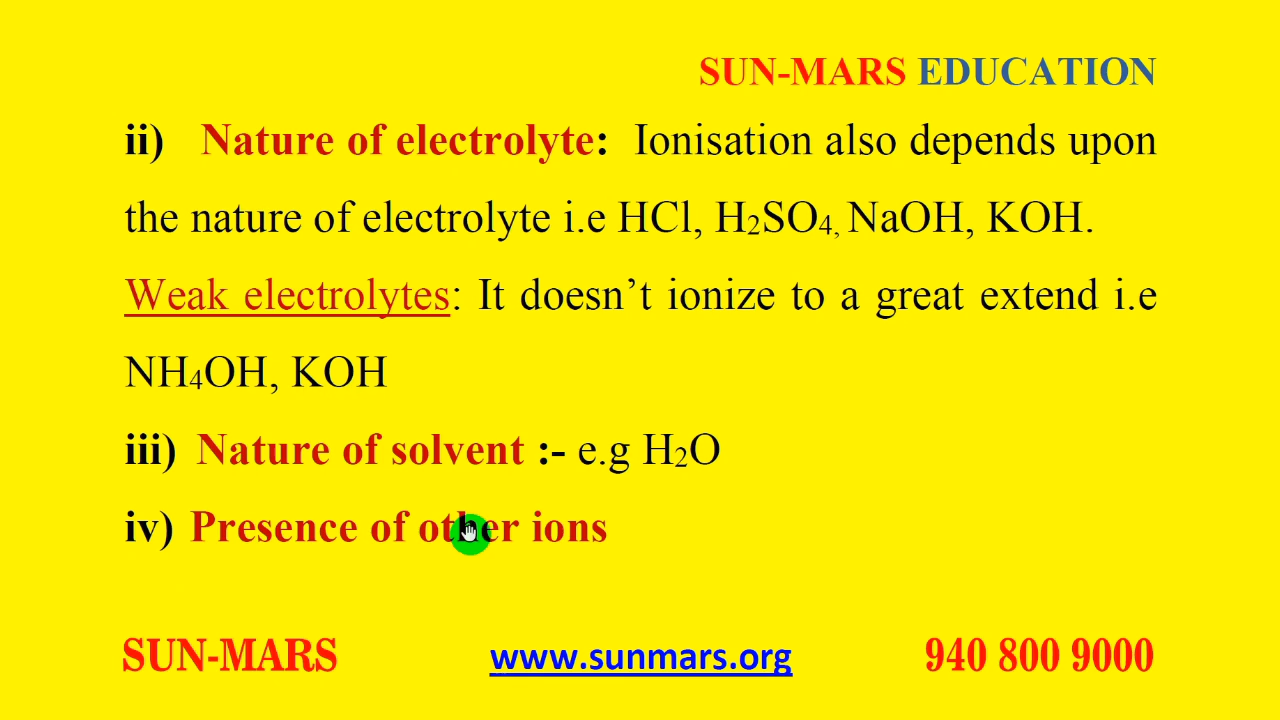 SUN-MARS EDUCATION
ii) Nature of electrolyte: Ionisation also depends upon
the nature of electrolyte i.e HCl, H₂SO₄, NaOH, KOH.
Weak electrolytes: It doesn’t ionize to a great extend i.e
NH₄OH, KOH
iii) Nature of solvent :- e.g H₂O
iv) Presence of other ions
SUN-MARS www.sunmars.org 940 800 9000